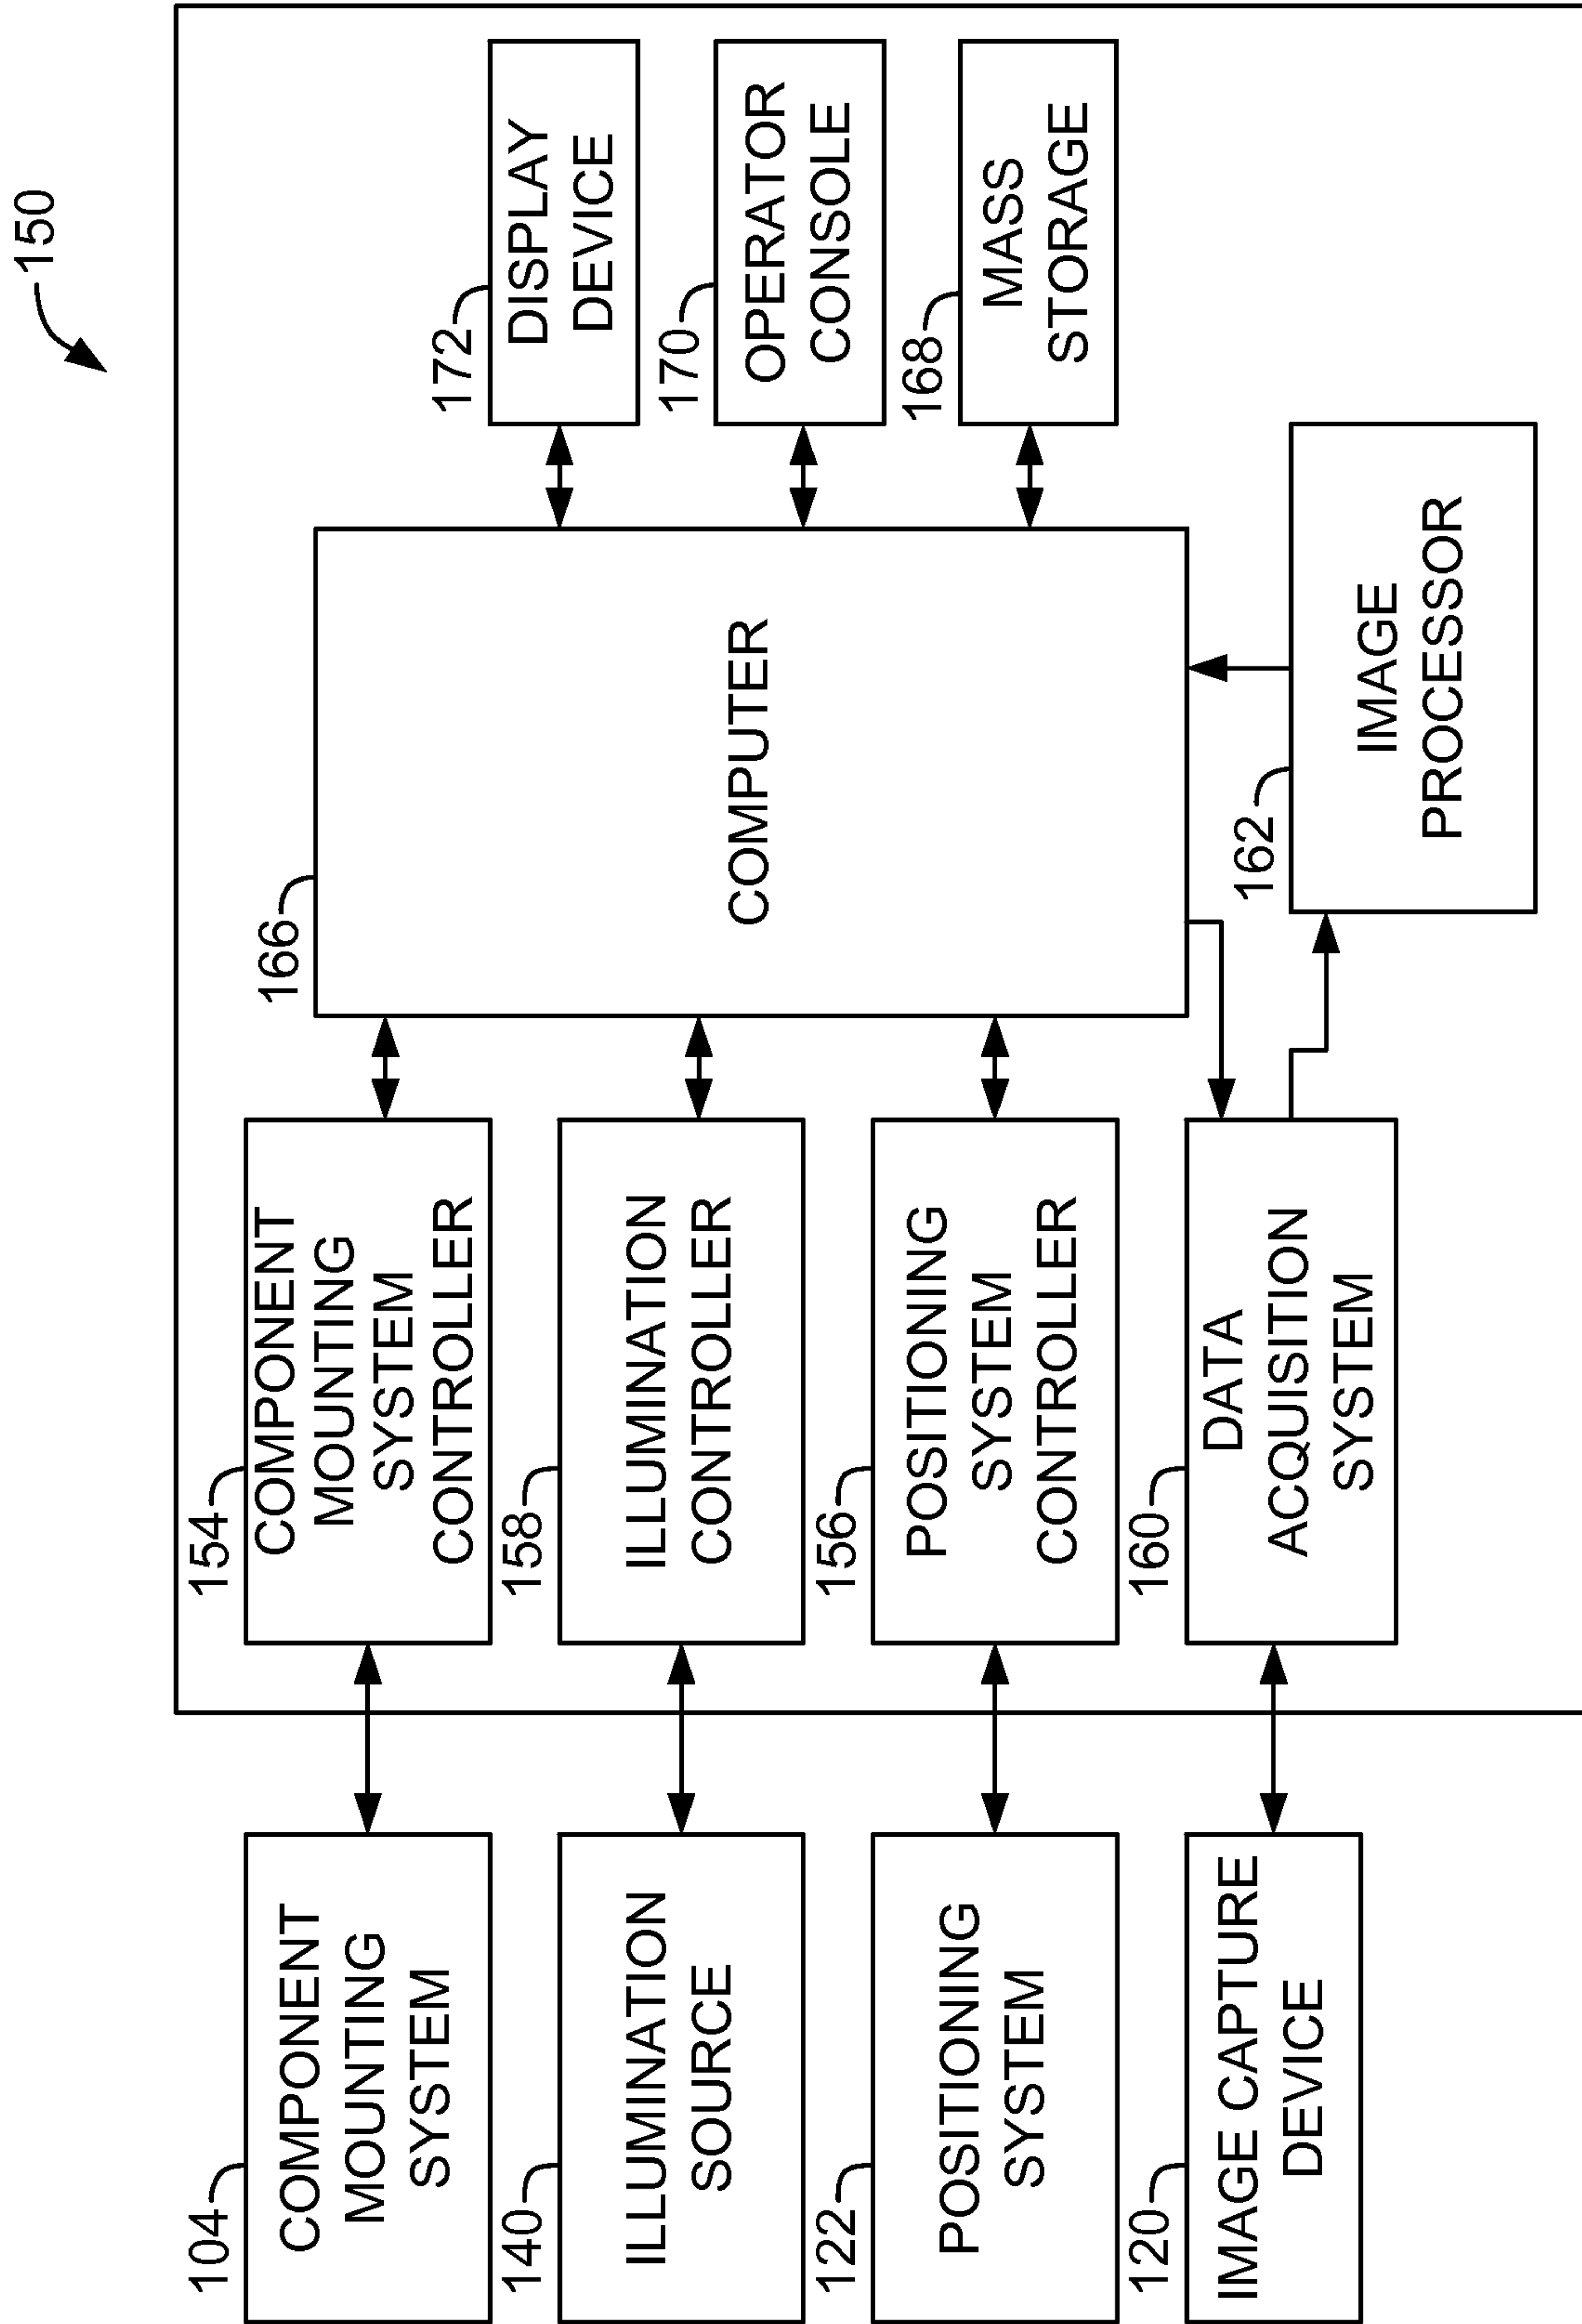 150
104
COMPONENT
MOUNTING
SYSTEM
154
COMPONENT
MOUNTING
SYSTEM
CONTROLLER
166
COMPUTER
172
DISPLAY
DEVICE
140
ILLUMINATION
SOURCE
158
ILLUMINATION
CONTROLLER
170
OPERATOR
CONSOLE
122
POSITIONING
SYSTEM
156
POSITIONING
SYSTEM
CONTROLLER
168
MASS
STORAGE
120
IMAGE CAPTURE
DEVICE
160
DATA
ACQUISITION
SYSTEM
162
IMAGE
PROCESSOR